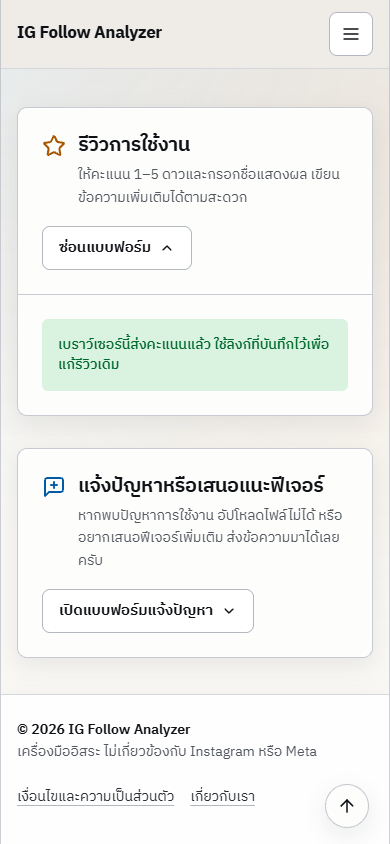 IG Follow Analyzer
รีวิวการใช้งาน
ให้คะแนน 1–5 ดาวและกรอกชื่อแสดงผล เขียน
ข้อความเพิ่มเติมได้ตามสะดวก
ซ่อนแบบฟอร์ม
เบราว์เซอร์นี้ส่งคะแนนแล้ว ใช้ลิงก์ที่บันทึกไว้เพื่อ
แก้รีวิวเดิม
แจ้งปัญหาหรือเสนอแนะฟีเจอร์
หากพบปัญหาการใช้งาน อัปโหลดไฟล์ไม่ได้ หรือ
อยากเสนอฟีเจอร์เพิ่มเติม ส่งข้อความมาได้เลย
ครับ
เปิดแบบฟอร์มแจ้งปัญหา
© 2026 IG Follow Analyzer
เครื่องมืออิสระ ไม่เกี่ยวข้องกับ Instagram หรือ Meta
เงื่อนไขและความเป็นส่วนตัว เกี่ยวกับเรา